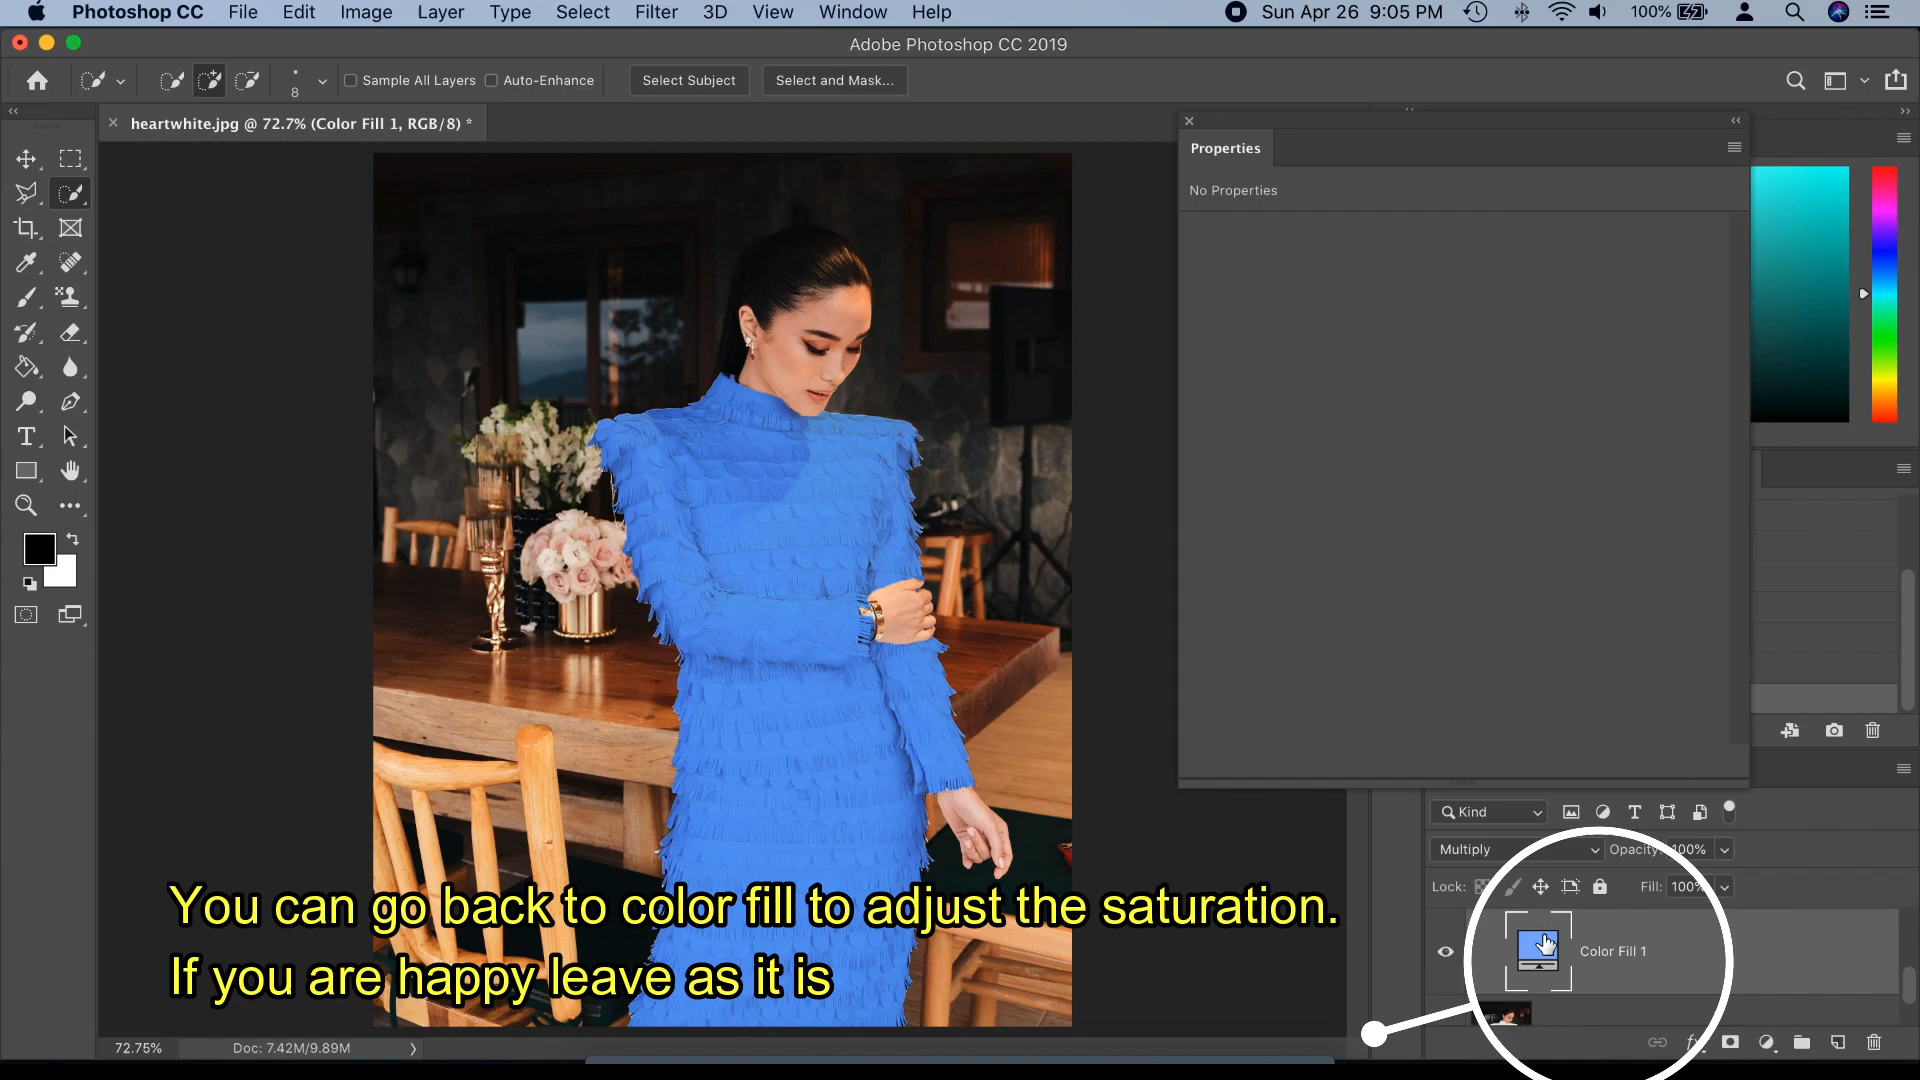 Photoshop CC File Edit Image Layer Type Select Filter 3D View Window Help Sun Apr 26 9:05 PM 100%
Adobe Photoshop CC 2019
8 Sample All Layers Auto-Enhance Select Subject Select and Mask...
heartwhite.jpg @ 72.7% (Color Fill 1, RGB/8) *
Properties
No Properties
Kind
Multiply Opacity: 100%
Lock: Fill: 100%
Color Fill 1
You can go back to color fill to adjust the saturation.
If you are happy leave as it is
72.75% Doc: 7.42M/9.89M